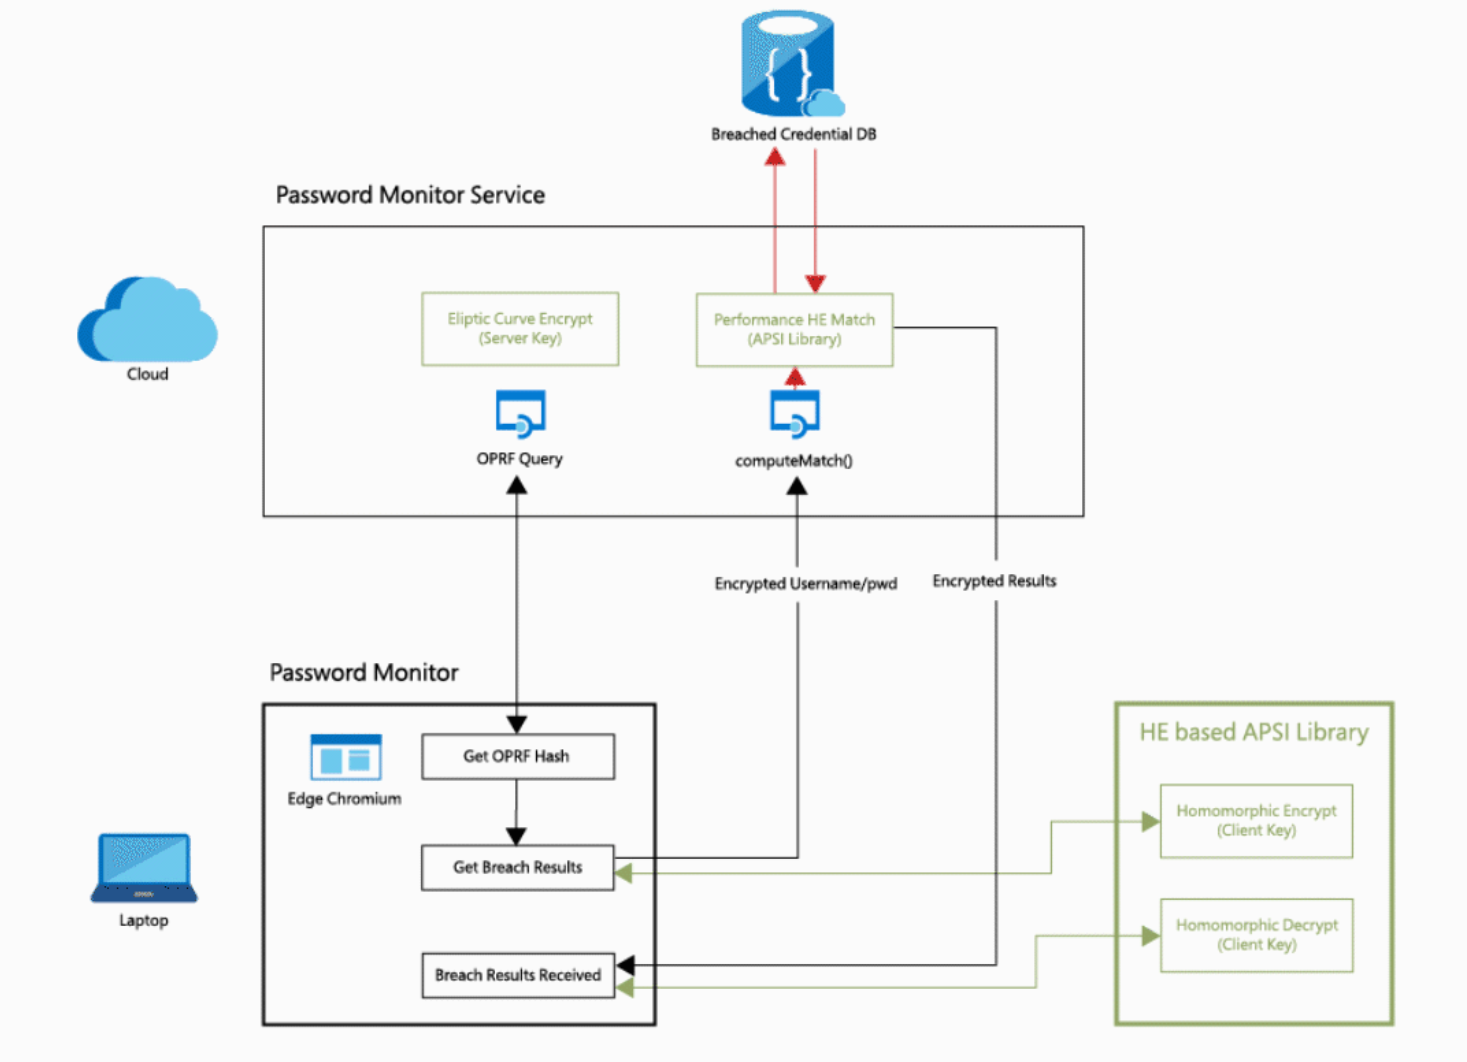 Breached Credential DB
Password Monitor Service
Eliptic Curve Encrypt
(Server Key)
Performance HE Match
(APSI Library)
Cloud
OPRF Query
computeMatch()
Encrypted Username/pwd
Encrypted Results
Password Monitor
HE based APSI Library
Get OPRF Hash
Edge Chromium
Homomorphic Encrypt
(Client Key)
Get Breach Results
Laptop
Homomorphic Decrypt
(Client Key)
Breach Results Received